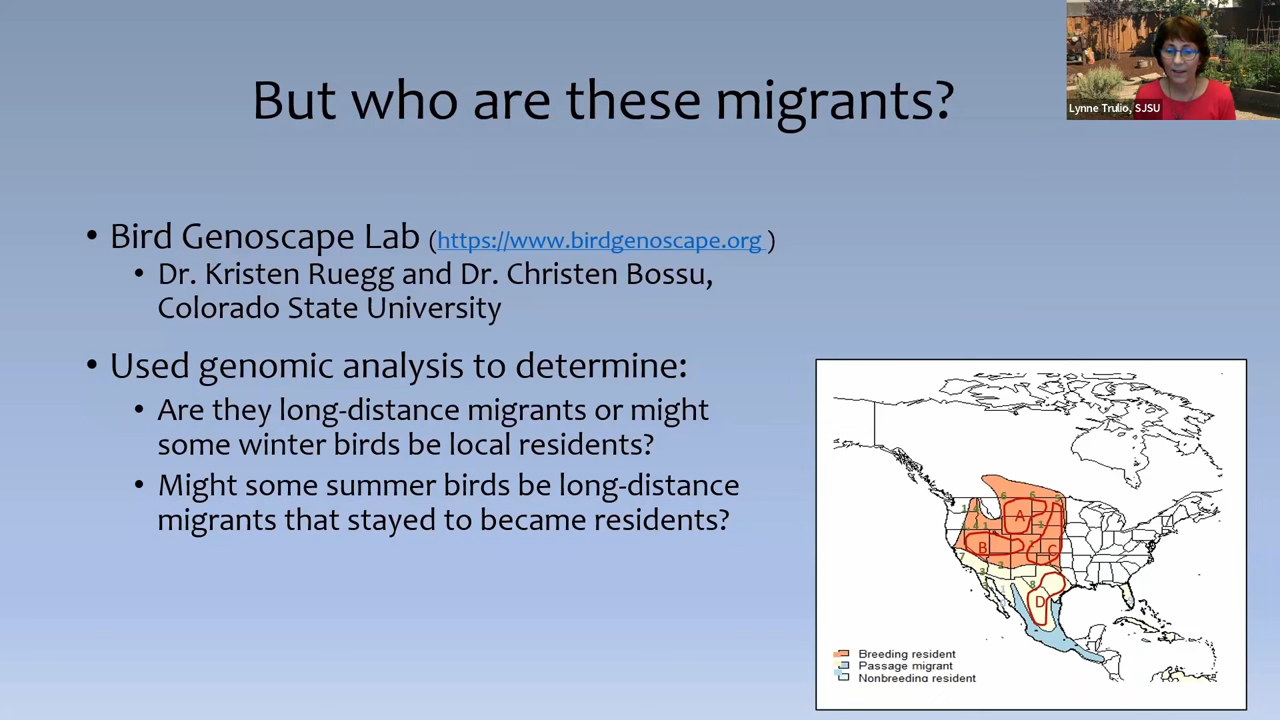 But who are these migrants?
Lynne Trulio, SJSU
• Bird Genoscape Lab (https://www.birdgenoscape.org )
• Dr. Kristen Ruegg and Dr. Christen Bossu,
Colorado State University
• Used genomic analysis to determine:
• Are they long-distance migrants or might
some winter birds be local residents?
• Might some summer birds be long-distance
migrants that stayed to became residents?
A
B
C
D
Breeding resident
Passage migrant
Nonbreeding resident